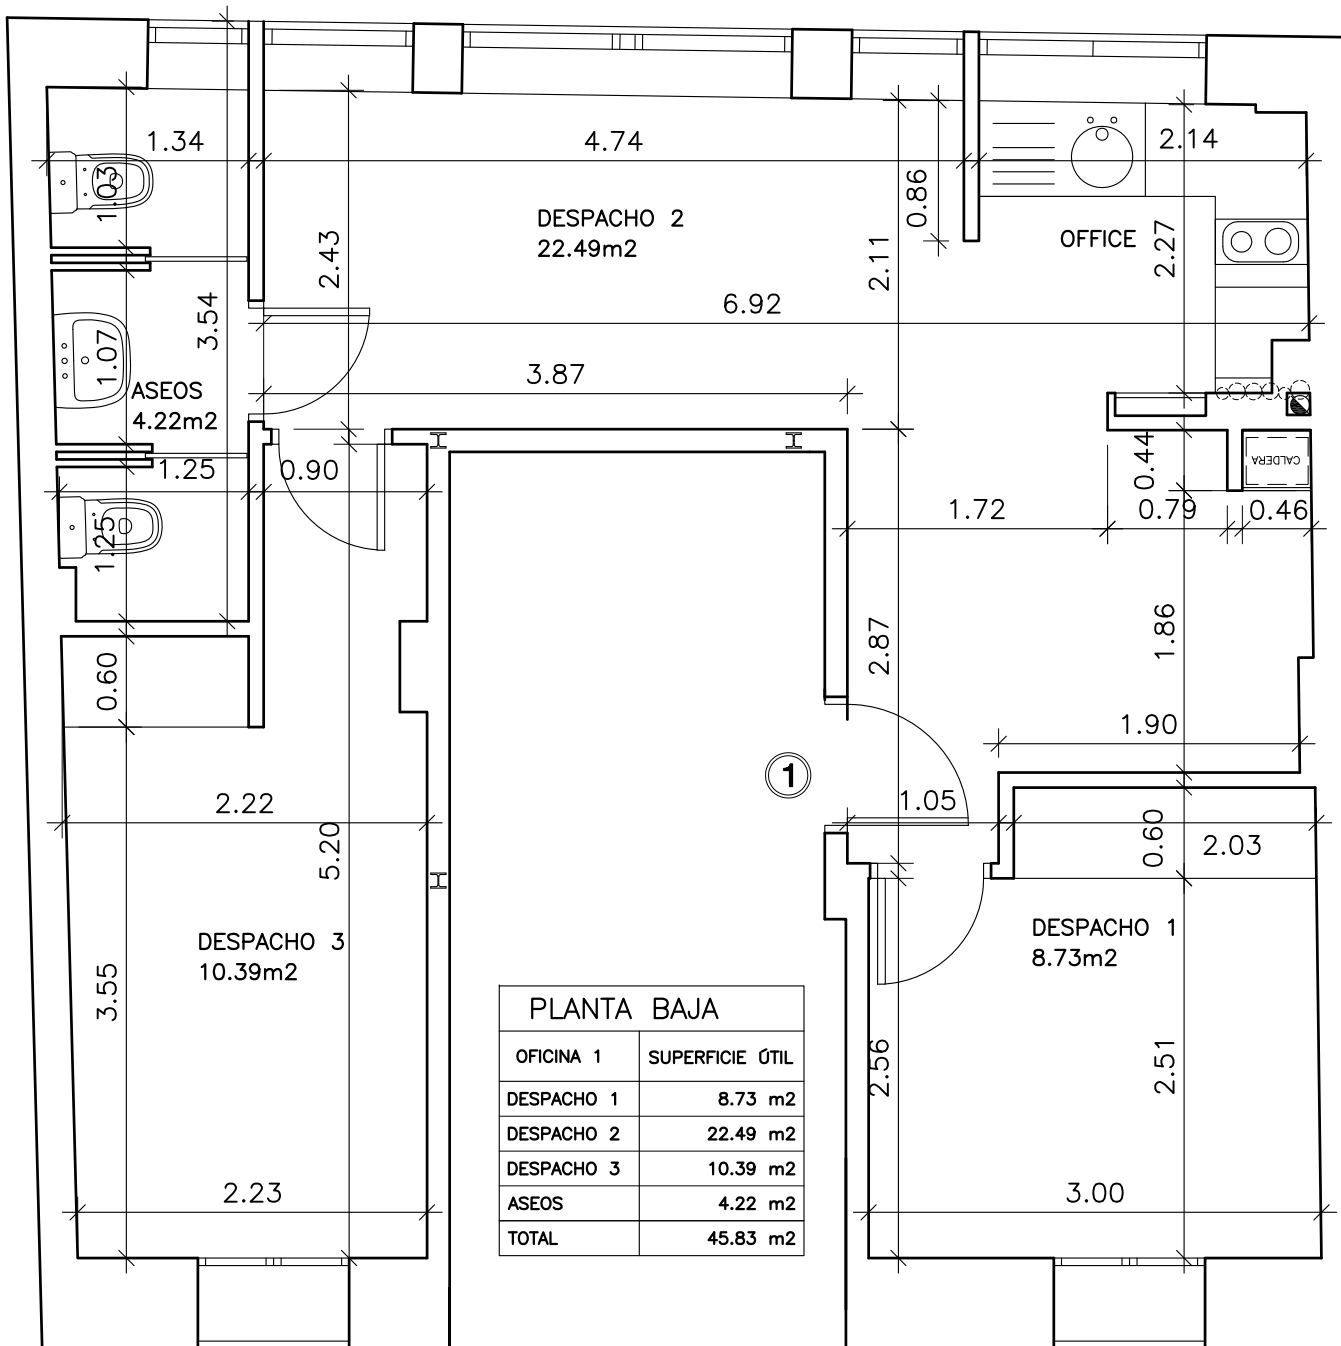 1.34
4.74
2.14
1.03
0.86
DESPACHO 2
22.49m2
OFFICE
2.43
2.11
2.27
3.54
6.92
1.07
3.87
ASEOS
4.22m2
1.25
0.90
0.44
CALDERA
1.72
0.79
0.46
1.25
2.87
1.86
0.60
1.90
1
2.22
1.05
5.20
0.60
2.03
DESPACHO 3
10.39m2
DESPACHO 1
8.73m2
3.55
2.56
2.51
PLANTA BAJA
OFICINA 1 SUPERFICIE ÚTIL
DESPACHO 1 8.73 m2
DESPACHO 2 22.49 m2
DESPACHO 3 10.39 m2
ASEOS 4.22 m2
TOTAL 45.83 m2
2.23
3.00